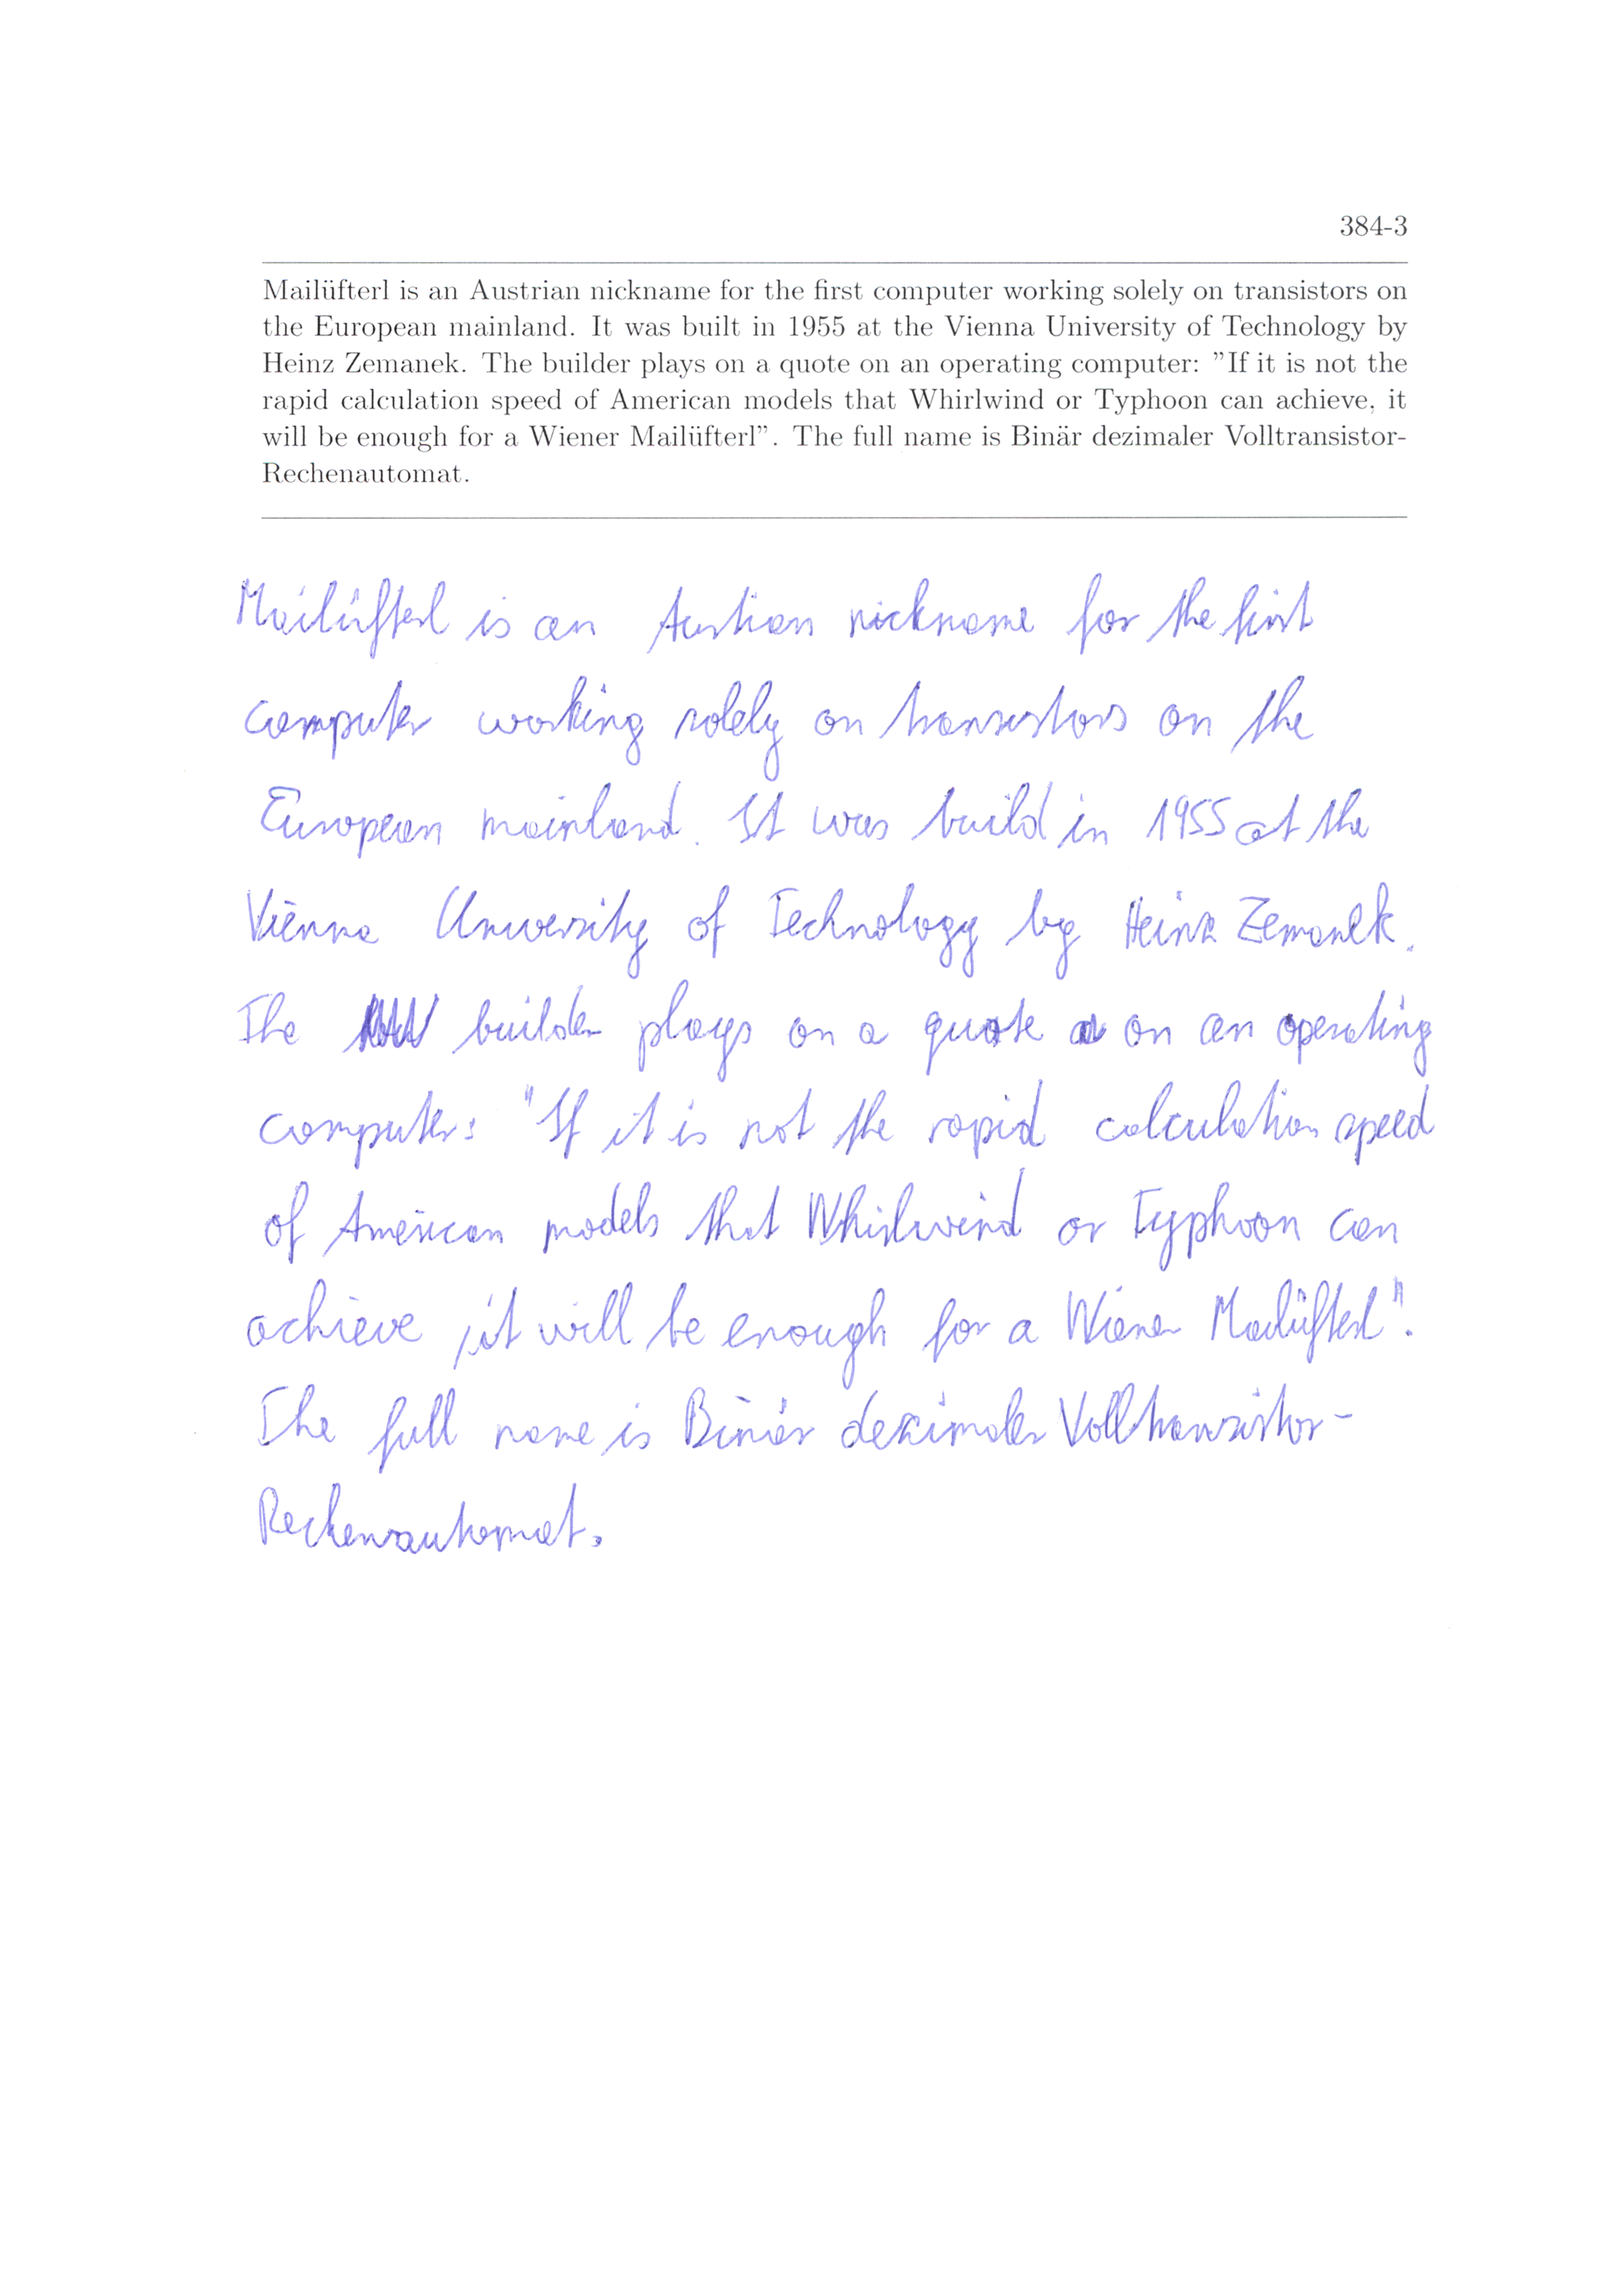 384-3
Mailüfterl is an Austrian nickname for the first computer working solely on transistors on
the European mainland. It was built in 1955 at the Vienna University of Technology by
Heinz Zemanek. The builder plays on a quote on an operating computer: ”If it is not the
rapid calculation speed of American models that Whirlwind or Typhoon can achieve, it
will be enough for a Wiener Mailüfterl”. The full name is Binär dezimaler Volltransistor-
Rechenautomat.
Mailüfterl is an Austrian nickname for the first
computer working solely on transistors on the
European mainland. It was build in 1955 at the
Vienna University of Technology by Heinz Zemanek.
The builder plays on a quote on an operating
computer: "If it is not the rapid calculation speed
of American models that Whirlwind or Typhoon can
achieve, it will be enough for a Wiener Mailüfterl".
The full name is Binär dezimaler Volltransistor-
Rechenautomat.